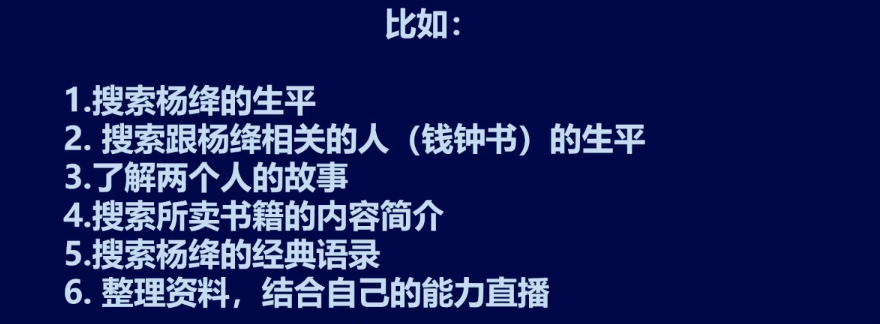 比如：
1.搜索杨绛的生平
2. 搜索跟杨绛相关的人（钱钟书）的生平
3.了解两个人的故事
4.搜索所卖书籍的内容简介
5.搜索杨绛的经典语录
6. 整理资料，结合自己的能力直播